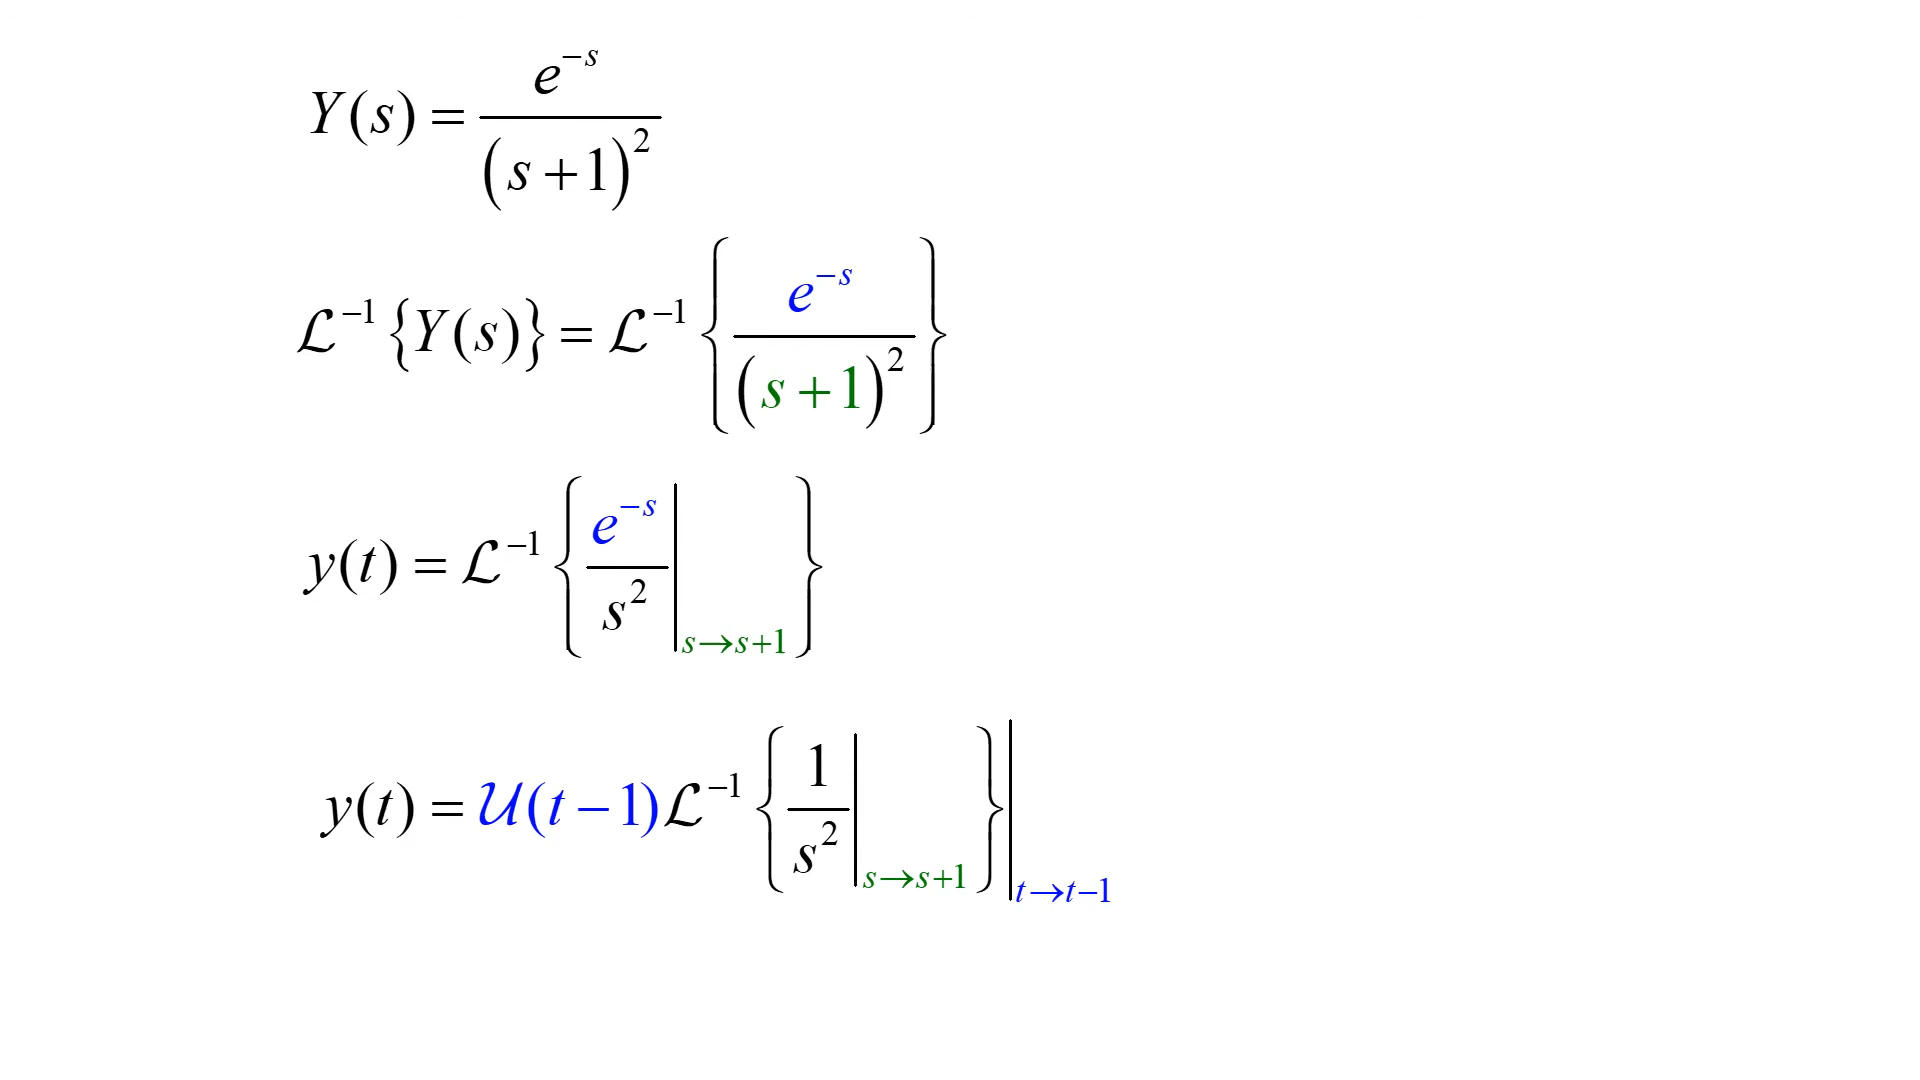 Y(s) = e^{-s} / (s+1)^2
ℒ^{-1}{Y(s)} = ℒ^{-1}{e^{-s} / (s+1)^2}
y(t) = ℒ^{-1}{e^{-s} / s^2 |_{s→s+1}}
y(t) = 𝒰(t−1)ℒ^{-1}{1 / s^2 |_{s→s+1}}|_{t→t−1}